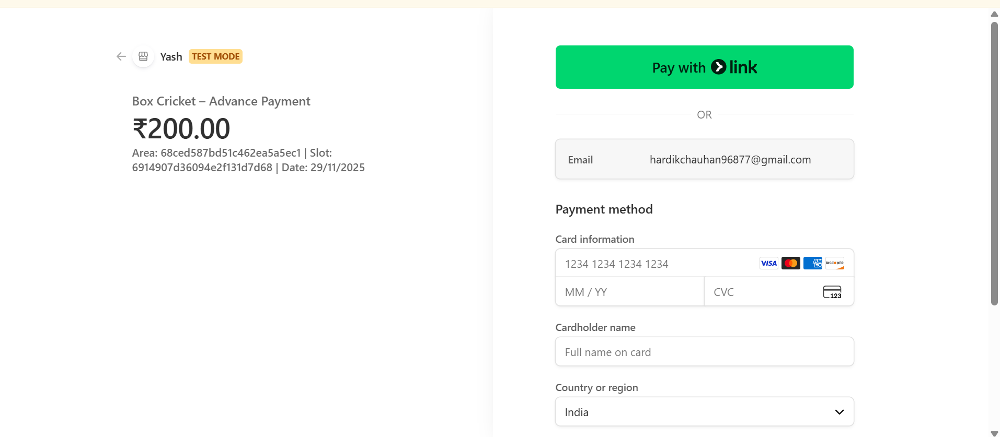 Yash TEST MODE
Box Cricket – Advance Payment
₹200.00
Area: 68ced587bd51c462ea5a5ec1 | Slot:
6914907d36094e2f131d7d68 | Date: 29/11/2025
Pay with link
OR
Email hardikchauhan96877@gmail.com
Payment method
Card information
1234 1234 1234 1234 VISA AMEX DISCOVER
MM / YY CVC 123
Cardholder name
Full name on card
Country or region
India